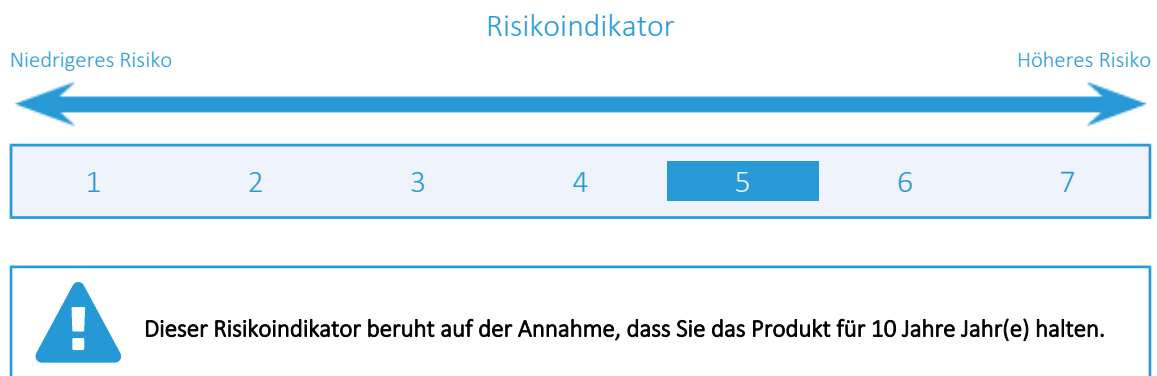 Risikoindikator
Niedrigeres Risiko Höheres Risiko
1 2 3 4 5 6 7
Dieser Risikoindikator beruht auf der Annahme, dass Sie das Produkt für 10 Jahre Jahr(e) halten.